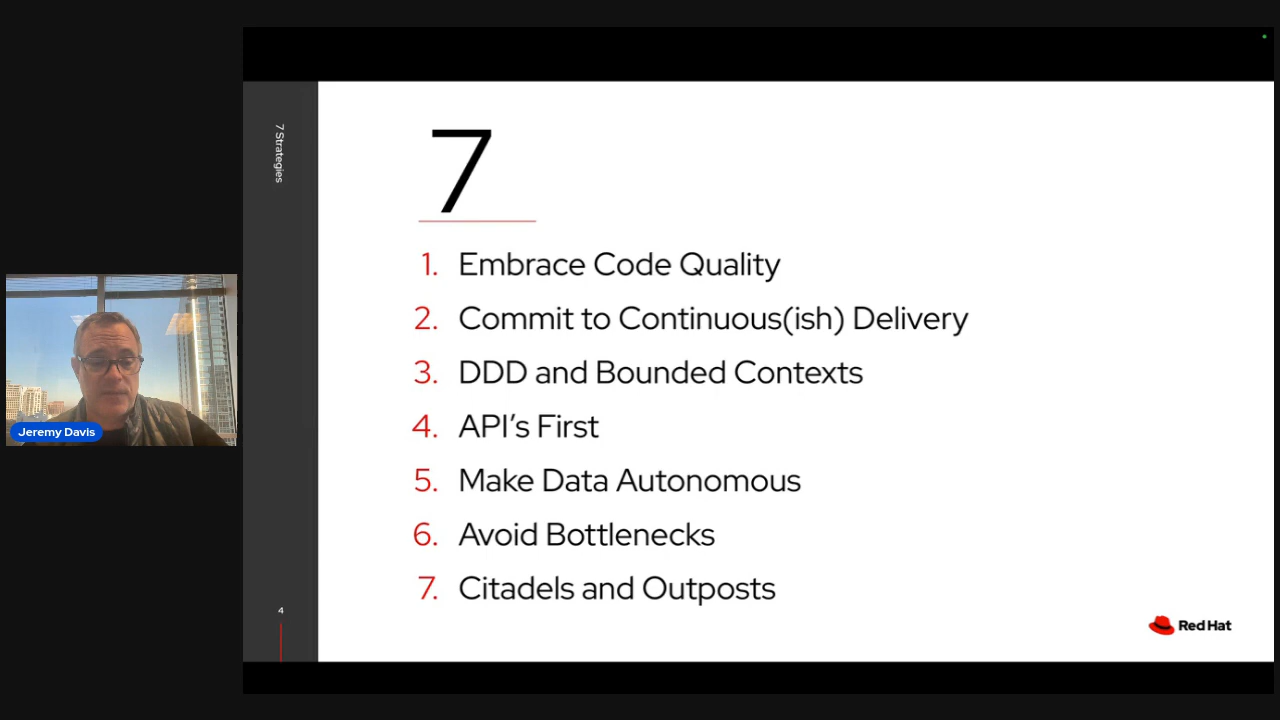 7 Strategies
7
1. Embrace Code Quality
2. Commit to Continuous(ish) Delivery
3. DDD and Bounded Contexts
4. API’s First
5. Make Data Autonomous
6. Avoid Bottlenecks
7. Citadels and Outposts
4
Red Hat
Jeremy Davis